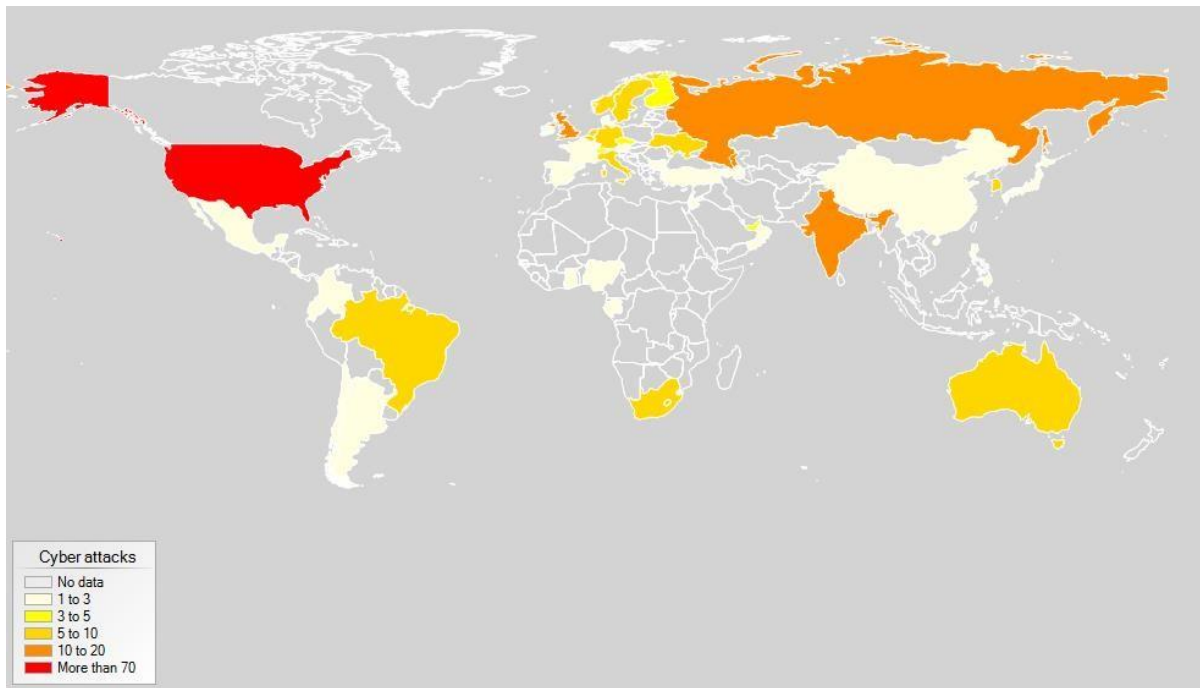 Cyber attacks
No data
1 to 3
3 to 5
5 to 10
10 to 20
More than 70